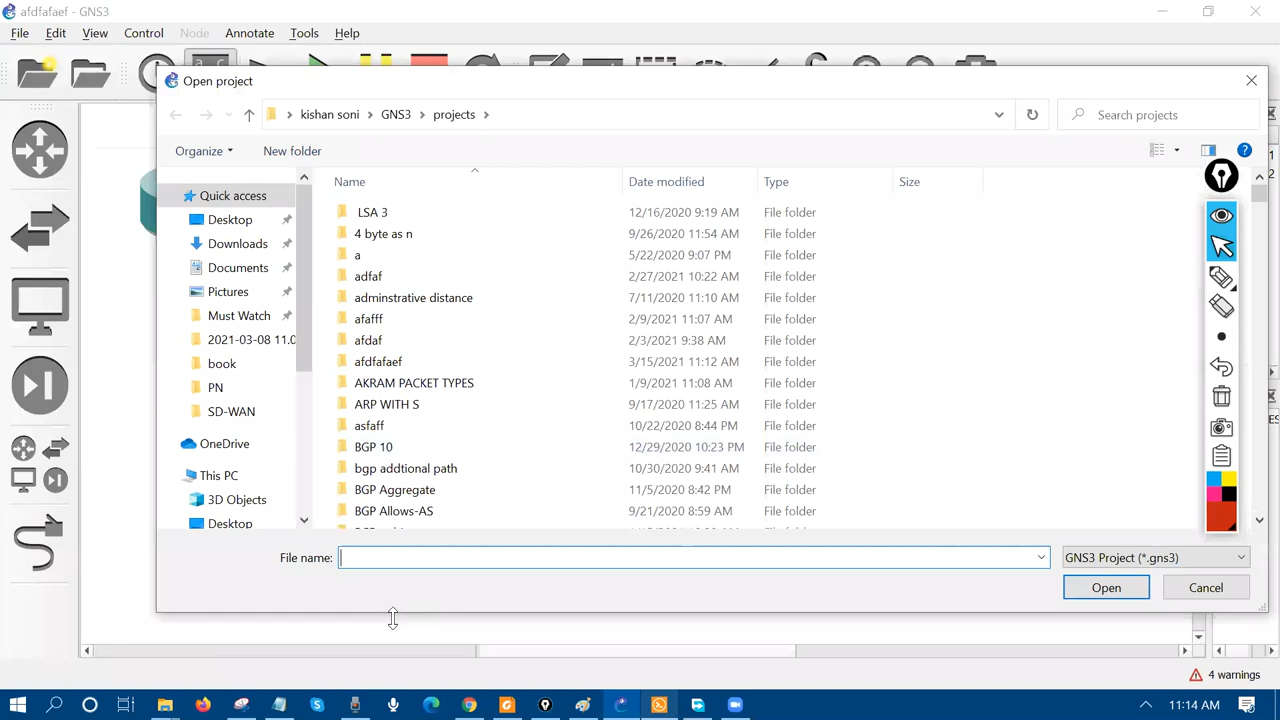 afdfafaef - GNS3
File Edit View Control Node Annotate Tools Help
Open project
kishan soni GNS3 projects
Search projects
Organize New folder
Name Date modified Type Size
Quick access
Desktop
Downloads
Documents
Pictures
Must Watch
2021-03-08 11.0
book
PN
SD-WAN
OneDrive
This PC
3D Objects
Desktop
LSA 3 12/16/2020 9:19 AM File folder
4 byte as n 9/26/2020 11:54 AM File folder
a 5/22/2020 9:07 PM File folder
adfaf 2/27/2021 10:22 AM File folder
adminstrative distance 7/11/2020 11:10 AM File folder
afafff 2/9/2021 11:07 AM File folder
afdaf 2/3/2021 9:38 AM File folder
afdfafaef 3/15/2021 11:12 AM File folder
AKRAM PACKET TYPES 1/9/2021 11:08 AM File folder
ARP WITH S 9/17/2020 11:25 AM File folder
asfaff 10/22/2020 8:44 PM File folder
BGP 10 12/29/2020 10:23 PM File folder
bgp addtional path 10/30/2020 9:41 AM File folder
BGP Aggregate 11/5/2020 8:42 PM File folder
BGP Allows-AS 9/21/2020 8:59 AM File folder
File name: GNS3 Project (*.gns3)
Open Cancel
4 warnings
11:14 AM